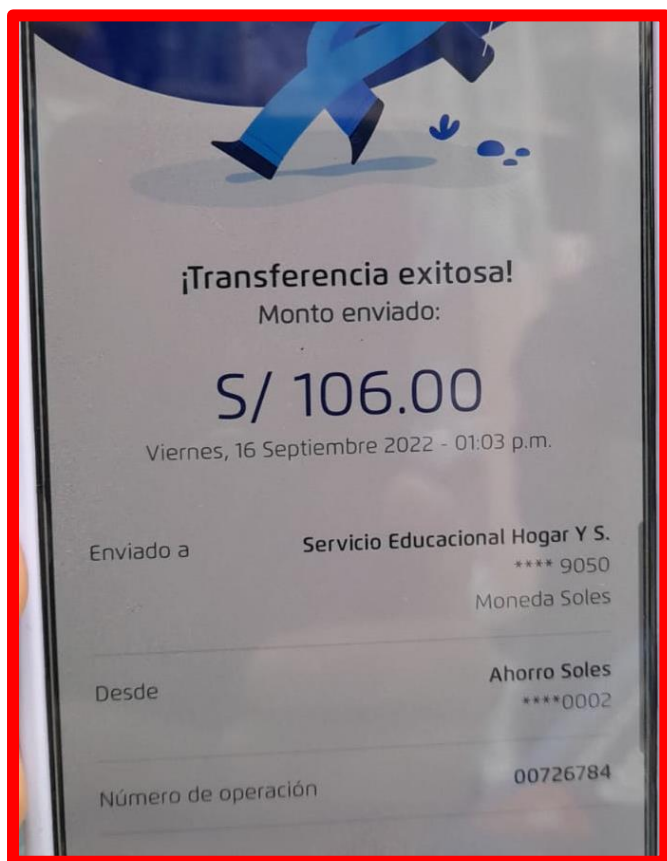 ¡Transferencia exitosa!
Monto enviado:
S/ 106.00
Viernes, 16 Septiembre 2022 - 01:03 p.m.
Enviado a
Servicio Educacional Hogar Y S.
**** 9050
Moneda Soles
Desde
Ahorro Soles
****0002
Número de operación
00726784